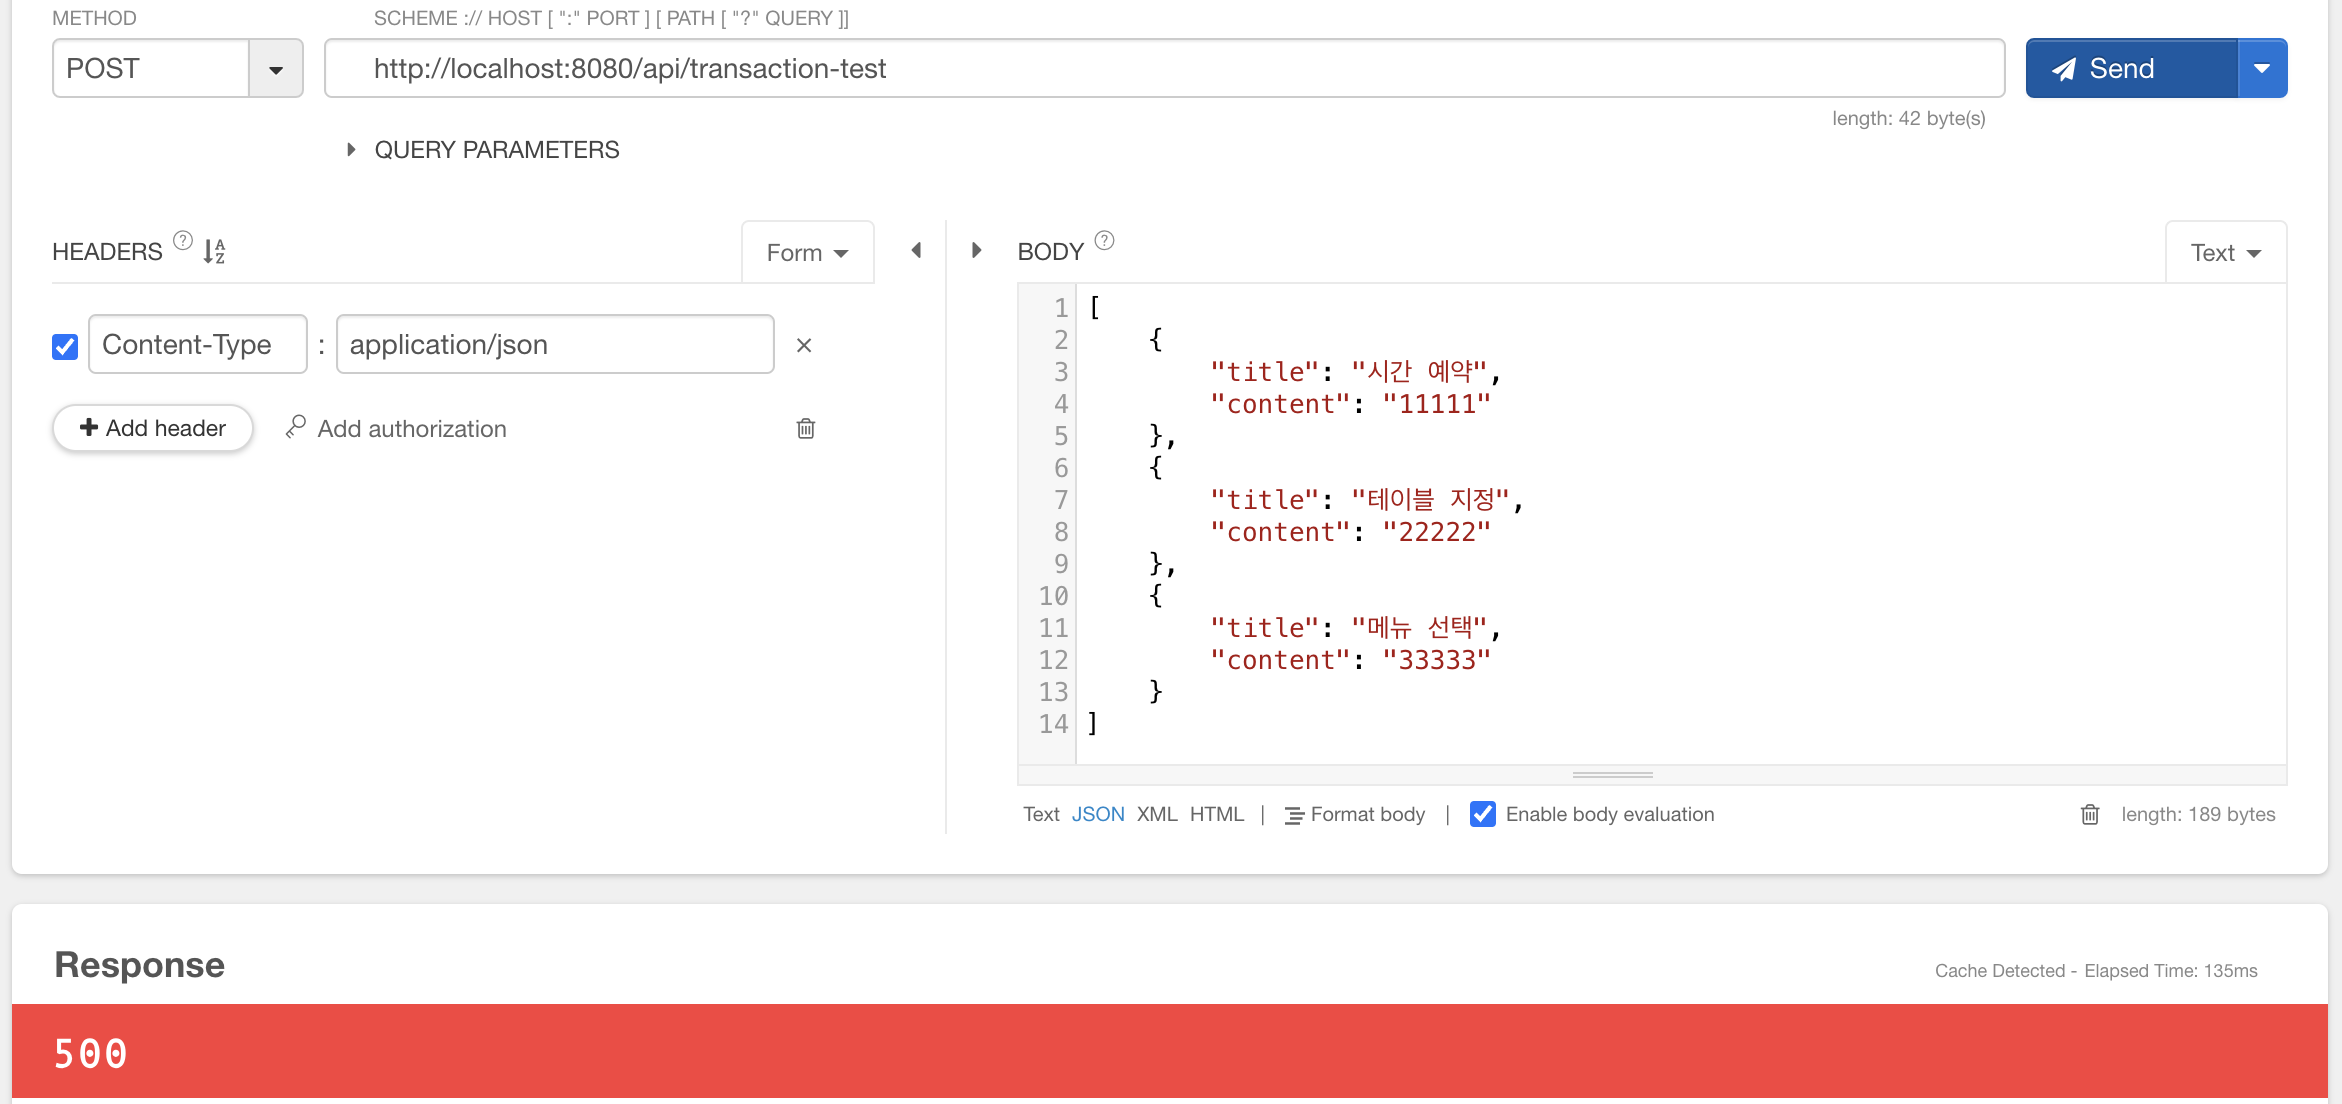 METHOD
SCHEME :// HOST [ ":" PORT ] [ PATH [ "?" QUERY ]]
POST
http://localhost:8080/api/transaction-test
Send
length: 42 byte(s)
QUERY PARAMETERS
HEADERS ? A Z
Form
BODY ?
Text
Content-Type : application/json ×
+ Add header
Add authorization
1 [
2 {
3 "title": "시간 예약",
4 "content": "11111"
5 },
6 {
7 "title": "테이블 지정",
8 "content": "22222"
9 },
10 {
11 "title": "메뉴 선택",
12 "content": "33333"
13 }
14 ]
Text JSON XML HTML | Format body | Enable body evaluation
length: 189 bytes
Response
Cache Detected - Elapsed Time: 135ms
500